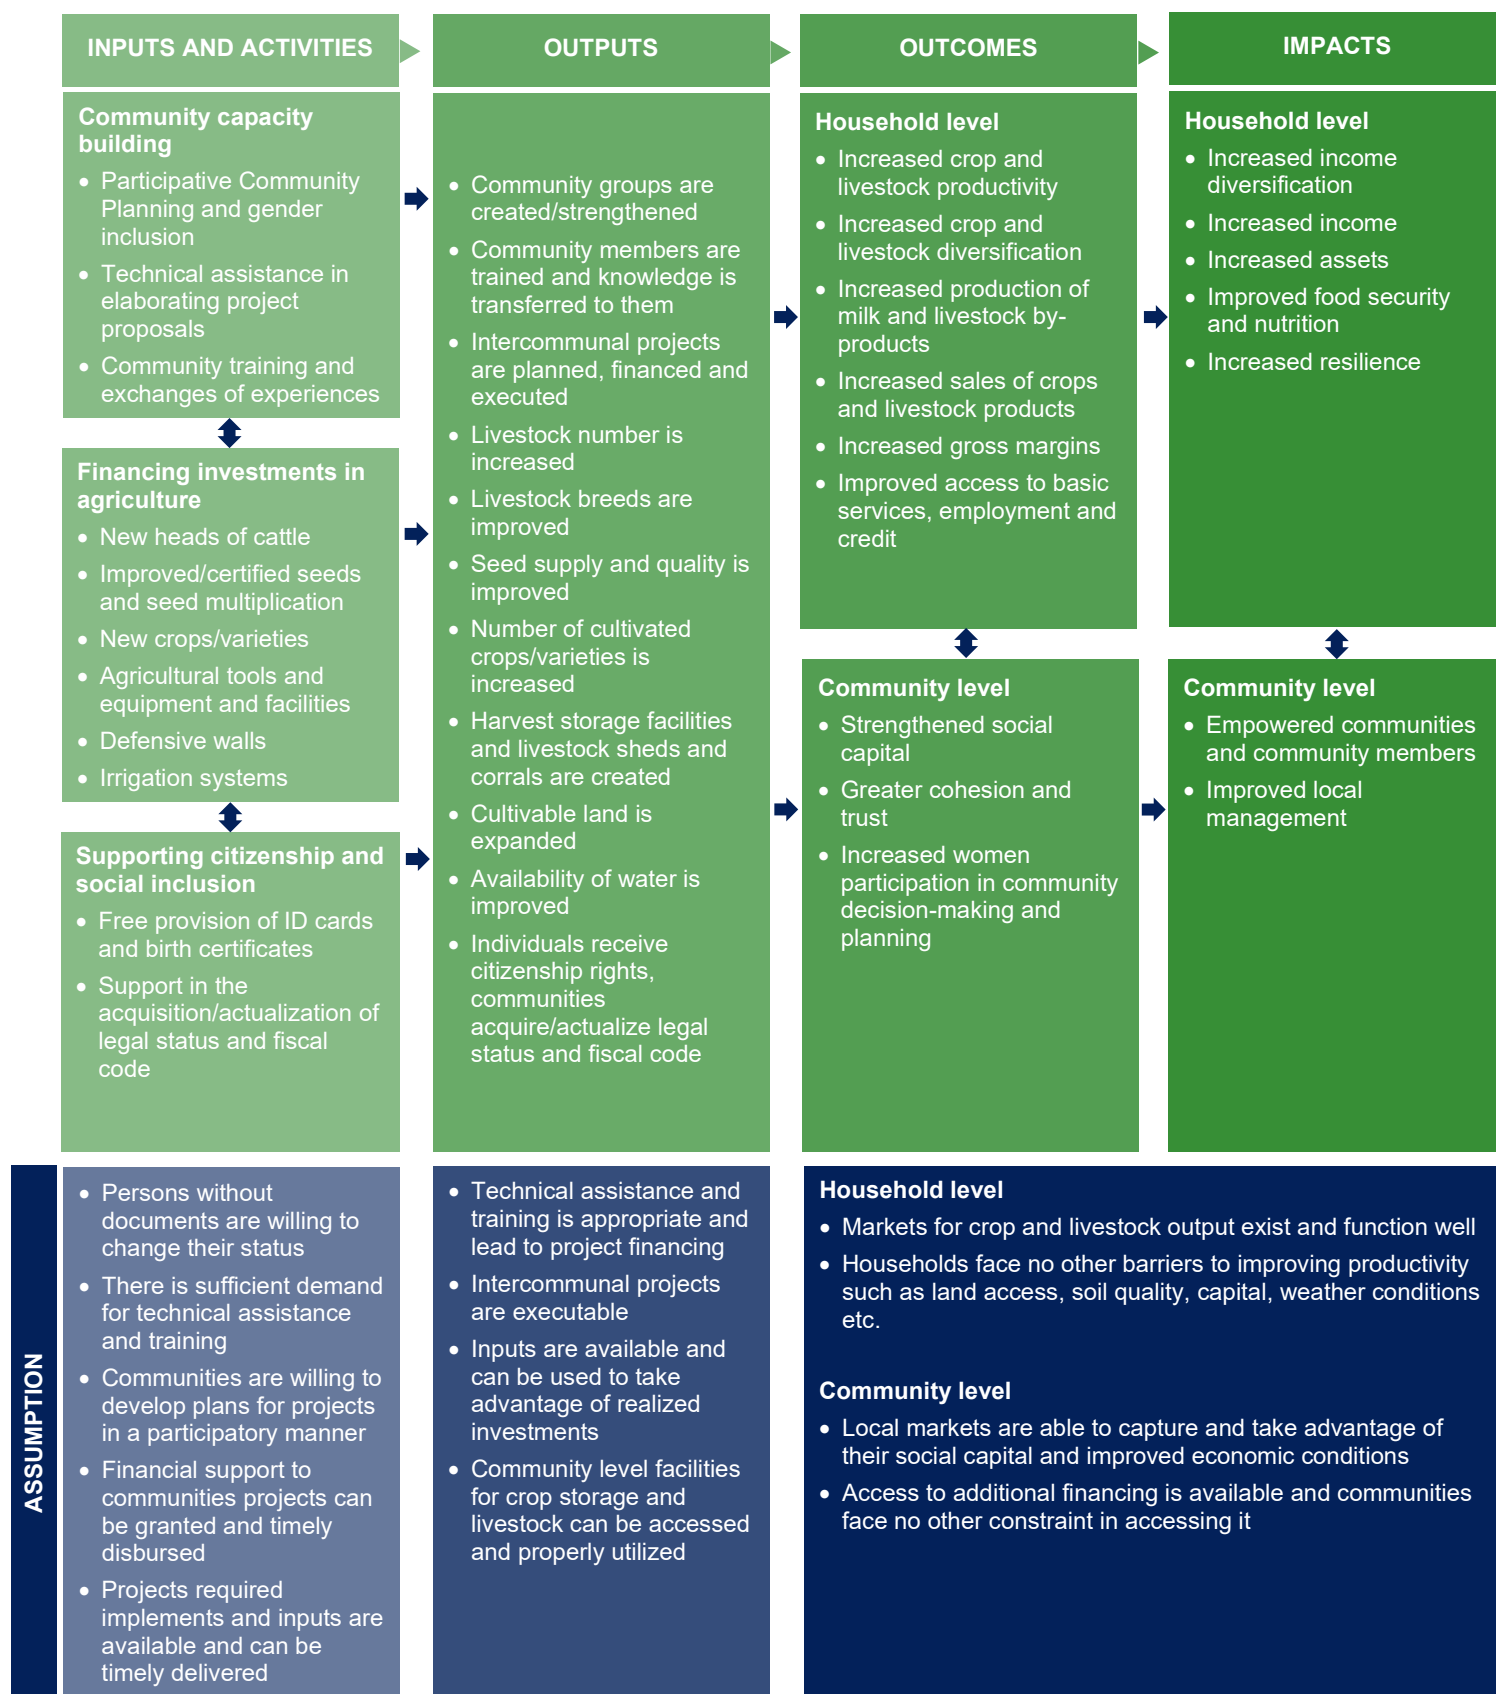 INPUTS AND ACTIVITIES
OUTPUTS
OUTCOMES
IMPACTS
Community capacity
building
• Participative Community
Planning and gender
inclusion
• Technical assistance in
elaborating project
proposals
• Community training and
exchanges of experiences
Financing investments in
agriculture
• New heads of cattle
• Improved/certified seeds
and seed multiplication
• New crops/varieties
• Agricultural tools and
equipment and facilities
• Defensive walls
• Irrigation systems
Supporting citizenship and
social inclusion
• Free provision of ID cards
and birth certificates
• Support in the
acquisition/actualization of
legal status and fiscal
code
• Community groups are
created/strengthened
• Community members are
trained and knowledge is
transferred to them
• Intercommunal projects
are planned, financed and
executed
• Livestock number is
increased
• Livestock breeds are
improved
• Seed supply and quality is
improved
• Number of cultivated
crops/varieties is
increased
• Harvest storage facilities
and livestock sheds and
corrals are created
• Cultivable land is
expanded
• Availability of water is
improved
• Individuals receive
citizenship rights,
communities
acquire/actualize legal
status and fiscal code
Household level
• Increased crop and
livestock productivity
• Increased crop and
livestock diversification
• Increased production of
milk and livestock by-
products
• Increased sales of crops
and livestock products
• Increased gross margins
• Improved access to basic
services, employment and
credit
Community level
• Strengthened social
capital
• Greater cohesion and
trust
• Increased women
participation in community
decision-making and
planning
Household level
• Increased income
diversification
• Increased income
• Increased assets
• Improved food security
and nutrition
• Increased resilience
Community level
• Empowered communities
and community members
• Improved local
management
ASSUMPTION
• Persons without
documents are willing to
change their status
• There is sufficient demand
for technical assistance
and training
• Communities are willing to
develop plans for projects
in a participatory manner
• Financial support to
communities projects can
be granted and timely
disbursed
• Projects required
implements and inputs are
available and can be
timely delivered
• Technical assistance and
training is appropriate and
lead to project financing
• Intercommunal projects
are executable
• Inputs are available and
can be used to take
advantage of realized
investments
• Community level facilities
for crop storage and
livestock can be accessed
and properly utilized
Household level
• Markets for crop and livestock output exist and function well
• Households face no other barriers to improving productivity
such as land access, soil quality, capital, weather conditions
etc.
Community level
• Local markets are able to capture and take advantage of
their social capital and improved economic conditions
• Access to additional financing is available and communities
face no other constraint in accessing it